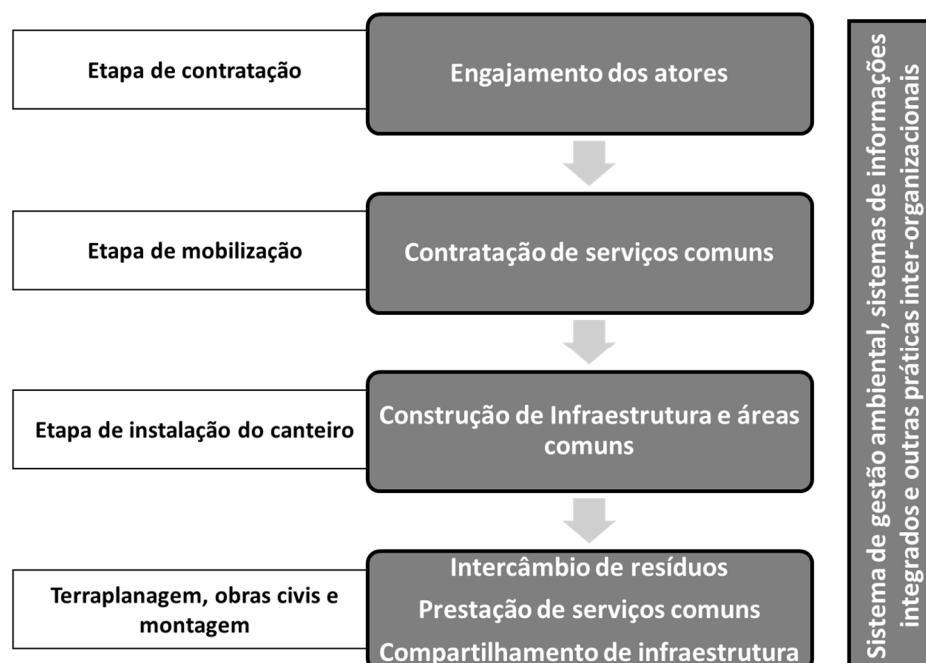 Etapa de contratação
Engajamento dos atores
Etapa de mobilização
Contratação de serviços comuns
Etapa de instalação do canteiro
Construção de Infraestrutura e áreas
comuns
Terraplanagem, obras civis e
montagem
Intercâmbio de resíduos
Prestação de serviços comuns
Compartilhamento de infraestrutura
Sistema de gestão ambiental, sistemas de informações
integrados e outras práticas inter-organizacionais